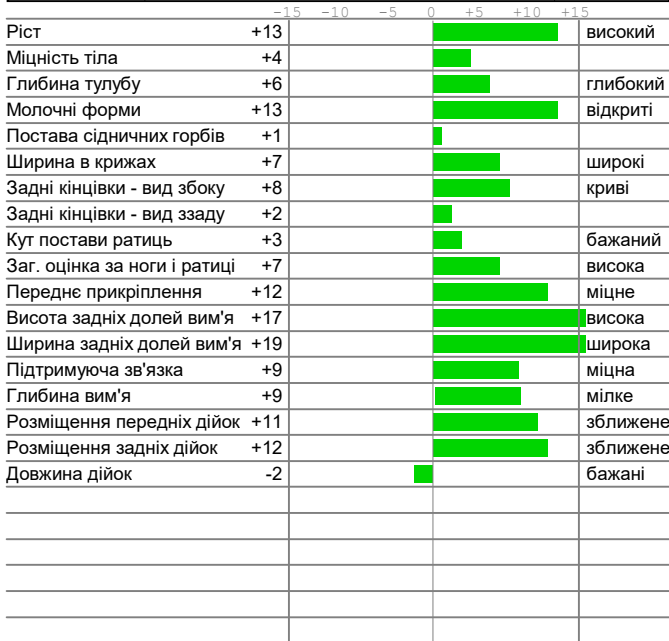 -15 -10 -5 0 +5 +10 +15
Ріст +13 високий
Міцність тіла +4
Глибина тулубу +6 глибокий
Молочні форми +13 відкриті
Постава сідничних горбів +1
Ширина в крижах +7 широкі
Задні кінцівки - вид збоку +8 криві
Задні кінцівки - вид ззаду +2
Кут постави ратиць +3 бажаний
Заг. оцінка за ноги і ратиці +7 висока
Переднє прикріплення +12 міцне
Висота задніх долей вим'я +17 висока
Ширина задніх долей вим'я +19 широка
Підтримуюча зв'язка +9 міцна
Глибина вим'я +9 мілке
Розміщення передніх дійок +11 зближене
Розміщення задніх дійок +12 зближене
Довжина дійок -2 бажані